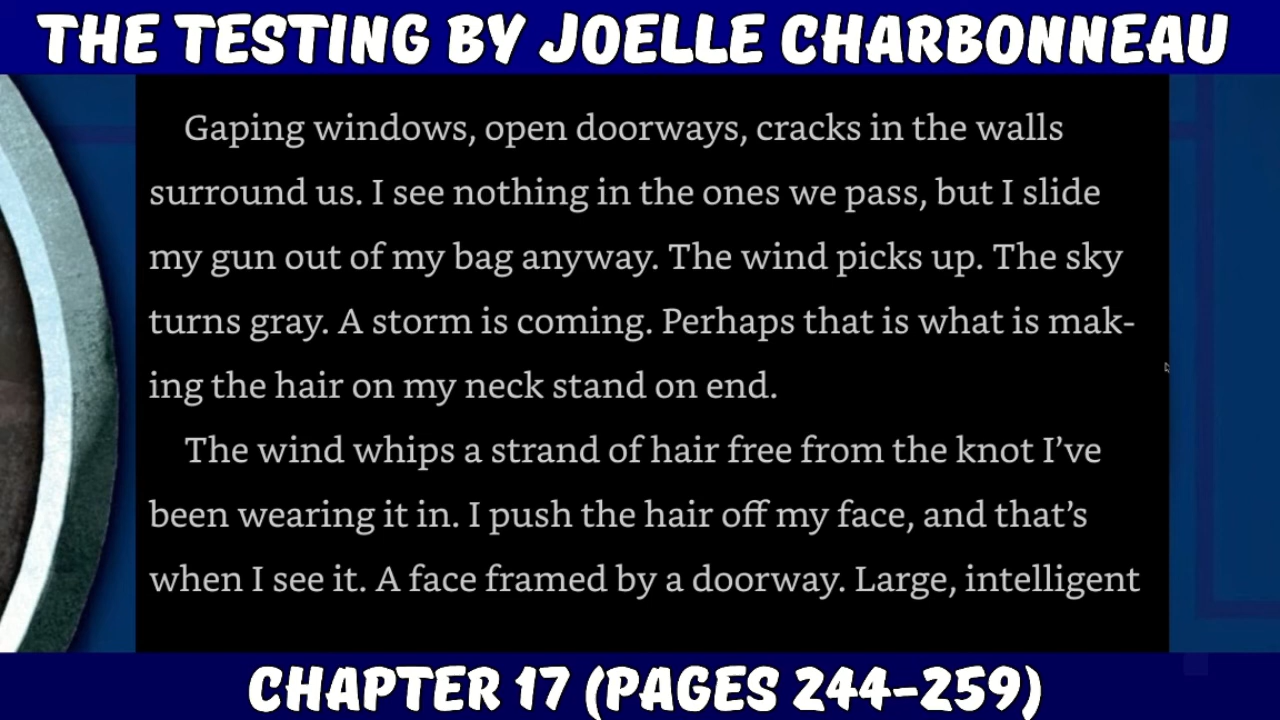 THE TESTING BY JOELLE CHARBONNEAU
Gaping windows, open doorways, cracks in the walls
surround us. I see nothing in the ones we pass, but I slide
my gun out of my bag anyway. The wind picks up. The sky
turns gray. A storm is coming. Perhaps that is what is mak-
ing the hair on my neck stand on end.
The wind whips a strand of hair free from the knot I’ve
been wearing it in. I push the hair off my face, and that’s
when I see it. A face framed by a doorway. Large, intelligent
CHAPTER 17 (PAGES 244-259)